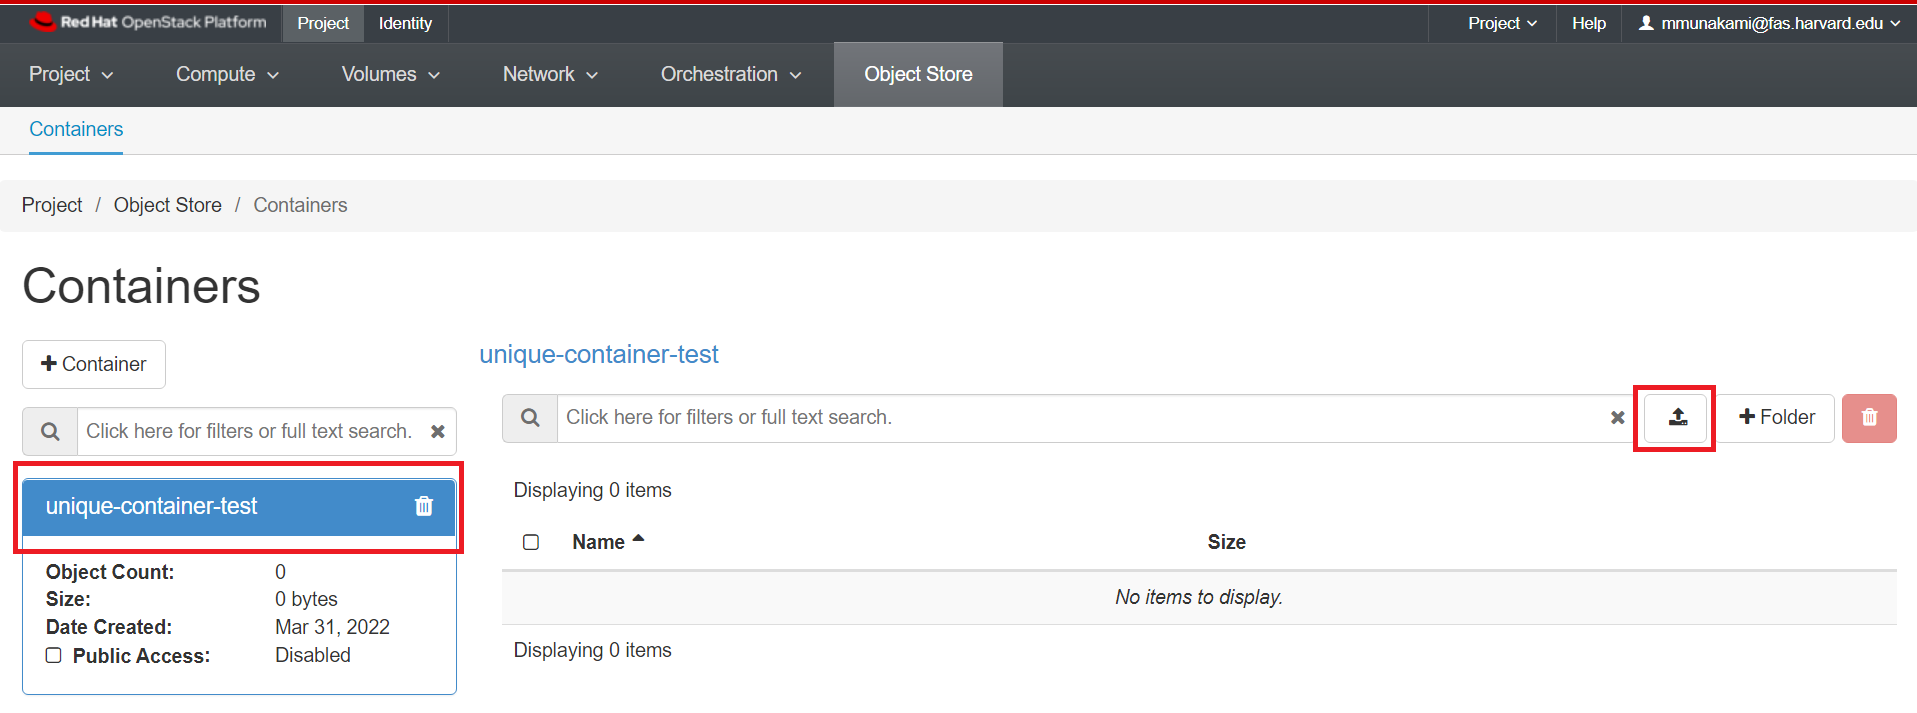 Red Hat OpenStack Platform Project Identity Project Help mmunakami@fas.harvard.edu
Project Compute Volumes Network Orchestration Object Store
Containers
Project / Object Store / Containers
Containers
+ Container
unique-container-test
Click here for filters or full text search.
Click here for filters or full text search.
+ Folder
unique-container-test
Object Count: 0
Size: 0 bytes
Date Created: Mar 31, 2022
Public Access: Disabled
Displaying 0 items
Name Size
No items to display.
Displaying 0 items